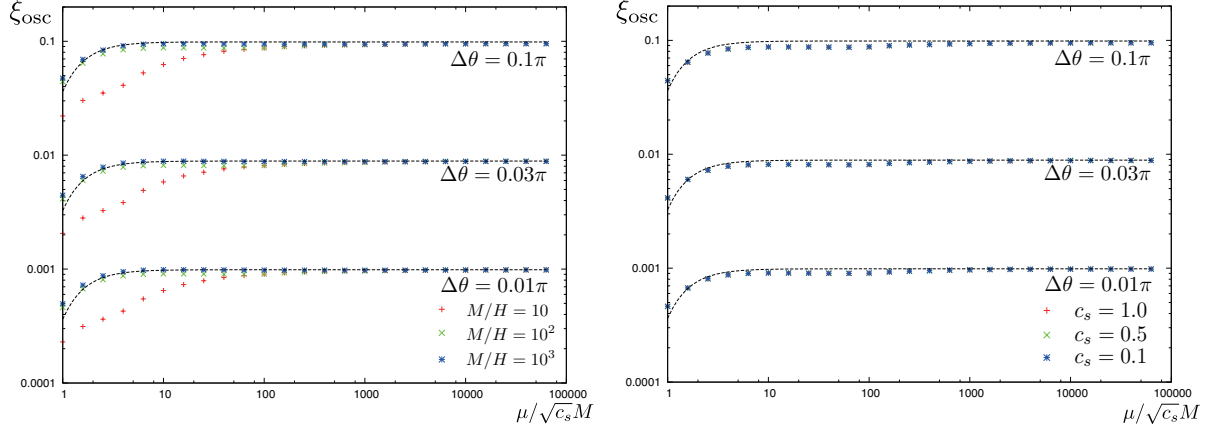 ξosc
0.1
Δθ = 0.1π
0.01
Δθ = 0.03π
0.001
Δθ = 0.01π
+ M/H = 10
× M/H = 10²
M/H = 10³
0.0001
1 10 100 1000 10000 100000
μ/√cₛM
ξosc
0.1
Δθ = 0.1π
0.01
Δθ = 0.03π
0.001
Δθ = 0.01π
+ cₛ = 1.0
× cₛ = 0.5
cₛ = 0.1
0.0001
1 10 100 1000 10000 100000
μ/√cₛM